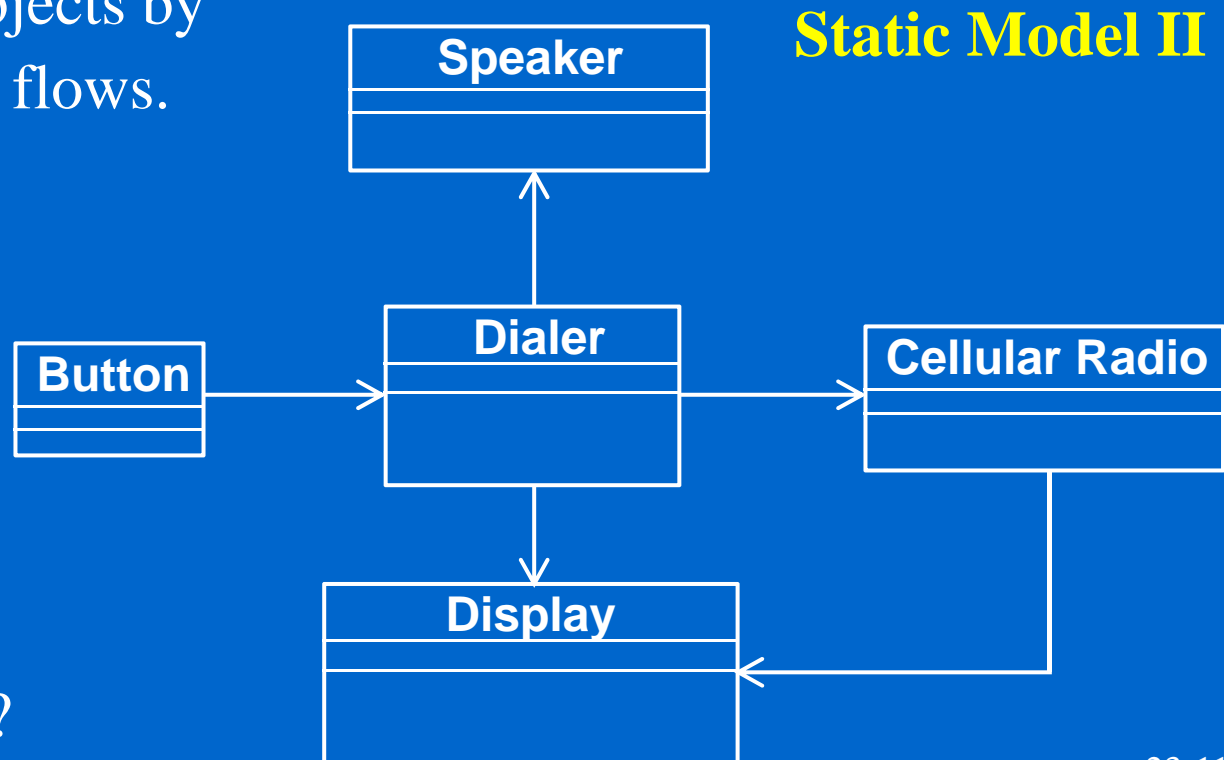 Static Model II
flows.
Speaker
Dialer
Button
Cellular Radio
Display
?